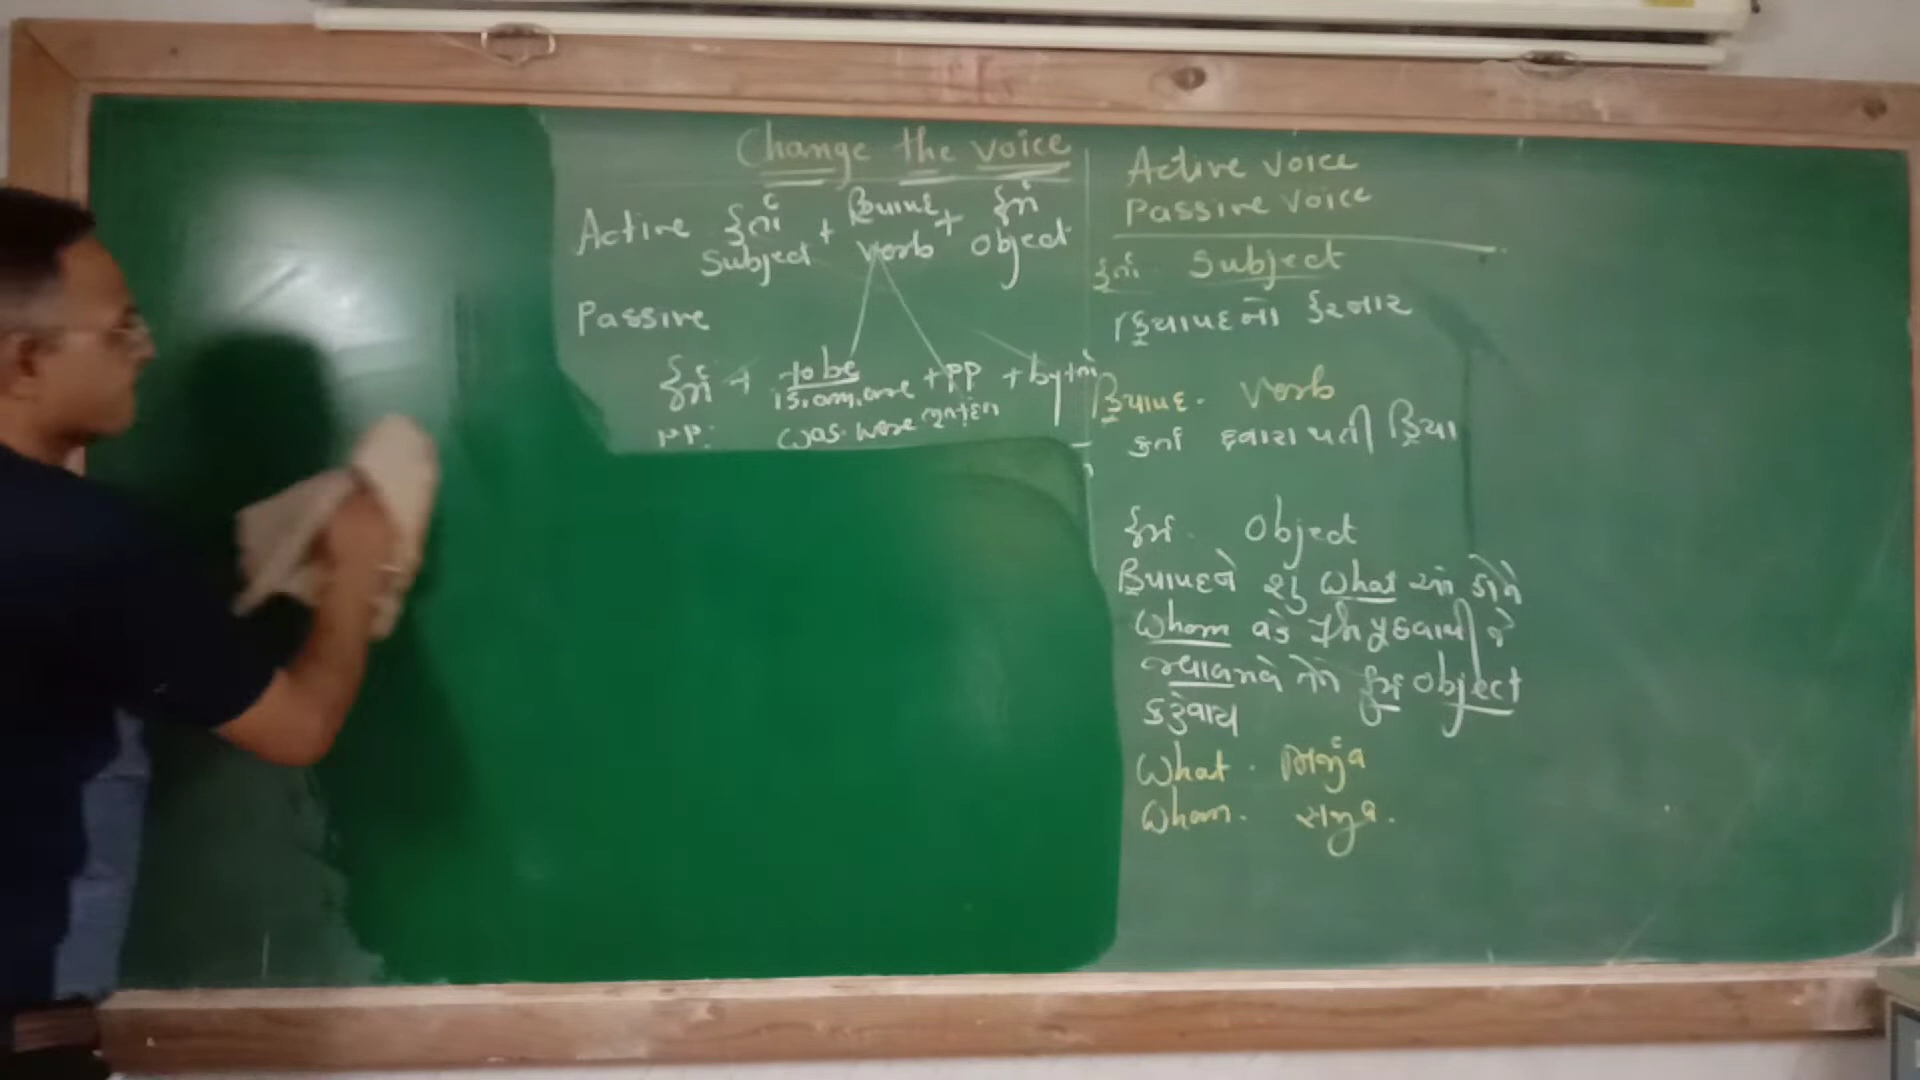 Change the voice
Active કર્તા + ક્રિયાપદ + કર્મ
Subject + Verb + Object
Passive
કર્મ + to be + PP + by
is, am, are
PP. was. were
Active voice
Passive voice
કર્તા. Subject
ક્રિયાપદનો કરનાર
ક્રિયાપદ. Verb
કર્તા દ્વારા થતી ક્રિયા
કર્મ. Object
ક્રિયાપદને શું What અને કોને
Whom વડે પ્રશ્ન પુછવાથી જે
જવાબ મળે તેને કર્મ Object
કહેવાય
What. નિર્જીવ
Whom. સજીવ.